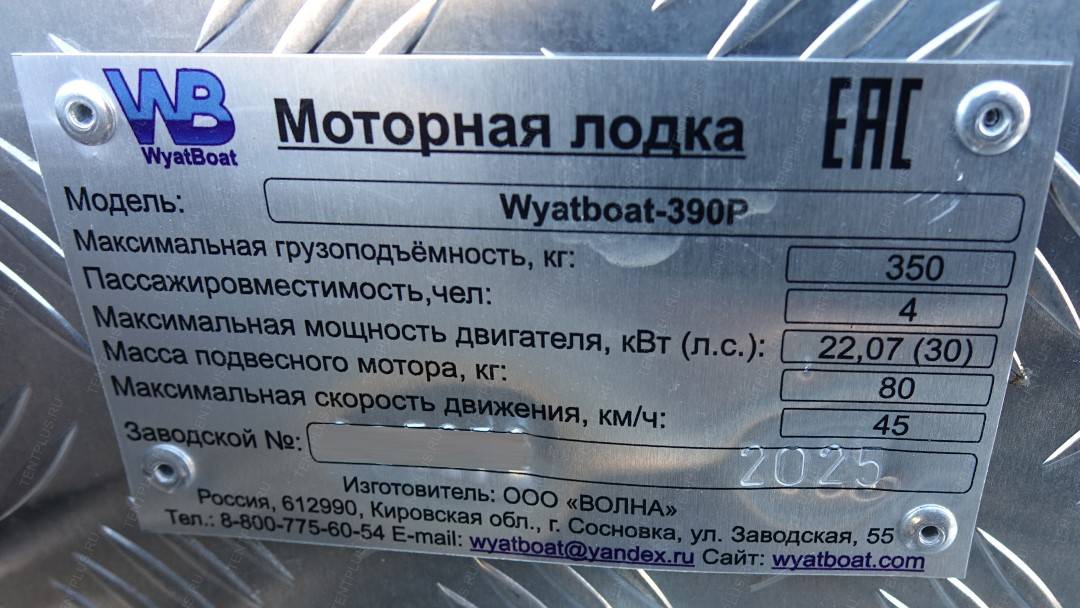 WB
WyatBoat
Моторная лодка
EAC
Модель: Wyatboat-390P
Максимальная грузоподъёмность, кг: 350
Пассажировместимость,чел: 4
Максимальная мощность двигателя, кВт (л.с.): 22,07 (30)
Масса подвесного мотора, кг: 80
Максимальная скорость движения, км/ч: 45
Заводской №: 2025
Изготовитель: ООО «ВОЛНА»
Россия, 612990, Кировская обл., г. Сосновка, ул. Заводская, 55
Тел.: 8-800-775-60-54 E-mail: wyatboat@yandex.ru Сайт: wyatboat.com
TENTPLUS.RU